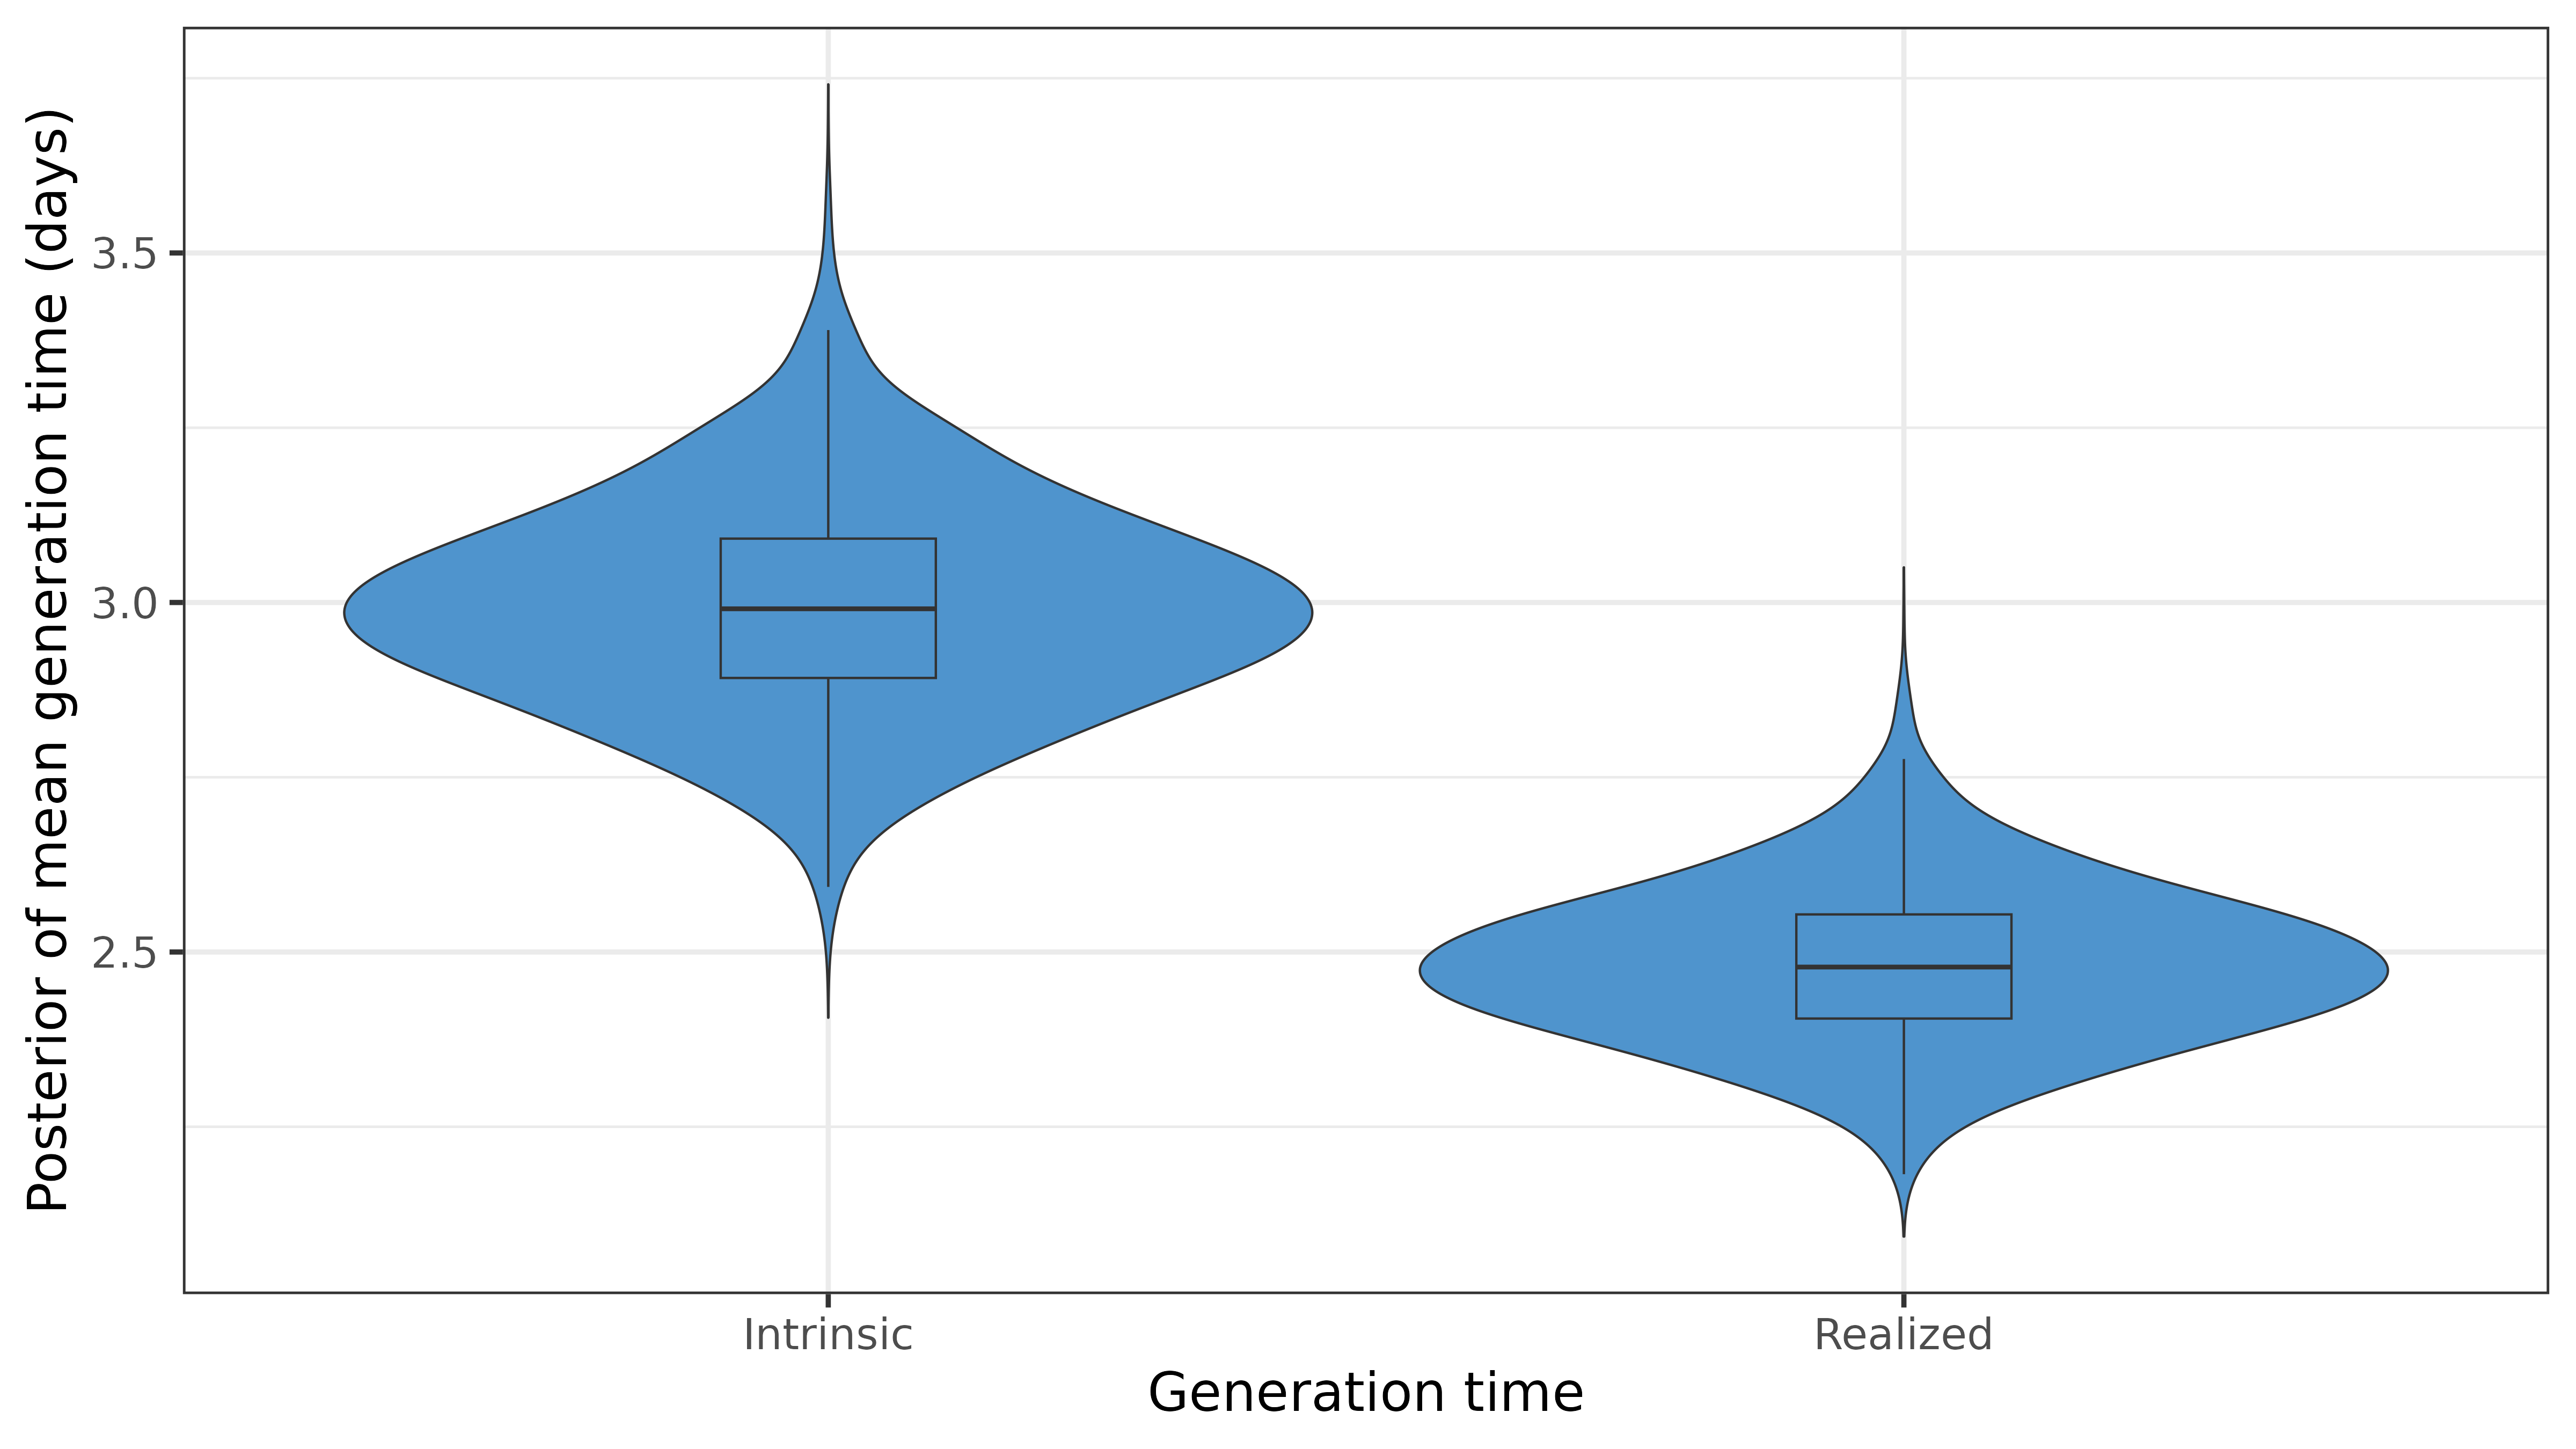 Posterior of mean generation time (days)
3.5
3.0
2.5
Intrinsic
Realized
Generation time